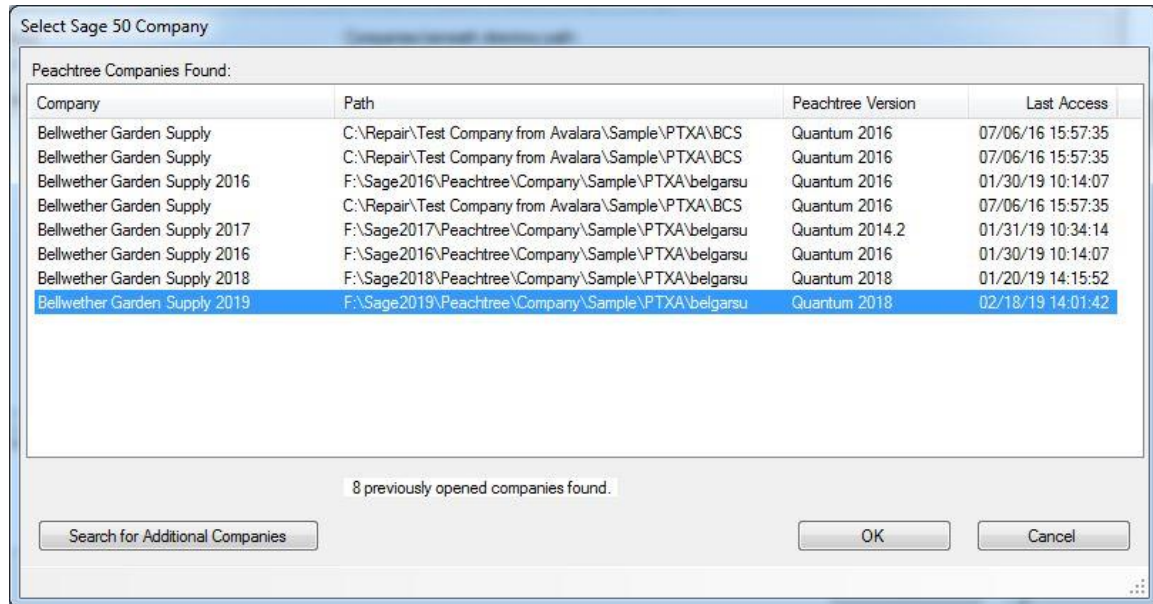 Select Sage 50 Company
Peachtree Companies Found:
Company Path Peachtree Version Last Access
Bellwether Garden Supply C:\Repair\Test Company from Avalara\Sample\PTXA\BCS Quantum 2016 07/06/16 15:57:35
Bellwether Garden Supply C:\Repair\Test Company from Avalara\Sample\PTXA\BCS Quantum 2016 07/06/16 15:57:35
Bellwether Garden Supply 2016 F:\Sage2016\Peachtree\Company\Sample\PTXA\belgarsu Quantum 2016 01/30/19 10:14:07
Bellwether Garden Supply C:\Repair\Test Company from Avalara\Sample\PTXA\BCS Quantum 2016 07/06/16 15:57:35
Bellwether Garden Supply 2017 F:\Sage2017\Peachtree\Company\Sample\PTXA\belgarsu Quantum 2014.2 01/31/19 10:34:14
Bellwether Garden Supply 2016 F:\Sage2016\Peachtree\Company\Sample\PTXA\belgarsu Quantum 2016 01/30/19 10:14:07
Bellwether Garden Supply 2018 F:\Sage2018\Peachtree\Company\Sample\PTXA\belgarsu Quantum 2018 01/20/19 14:15:52
Bellwether Garden Supply 2019 F:\Sage2019\Peachtree\Company\Sample\PTXA\belgarsu Quantum 2018 02/18/19 14:01:42
8 previously opened companies found.
Search for Additional Companies OK Cancel